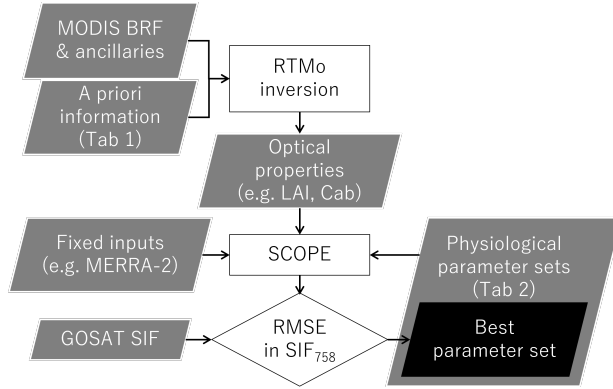 MODIS BRF
& ancillaries
A priori
information
(Tab 1)
RTMo
inversion
Optical
properties
(e.g. LAI, Cab)
Fixed inputs
(e.g. MERRA-2)
SCOPE
Physiological
parameter sets
(Tab 2)
GOSAT SIF
RMSE
in SIF₇₅₈
Best
parameter set